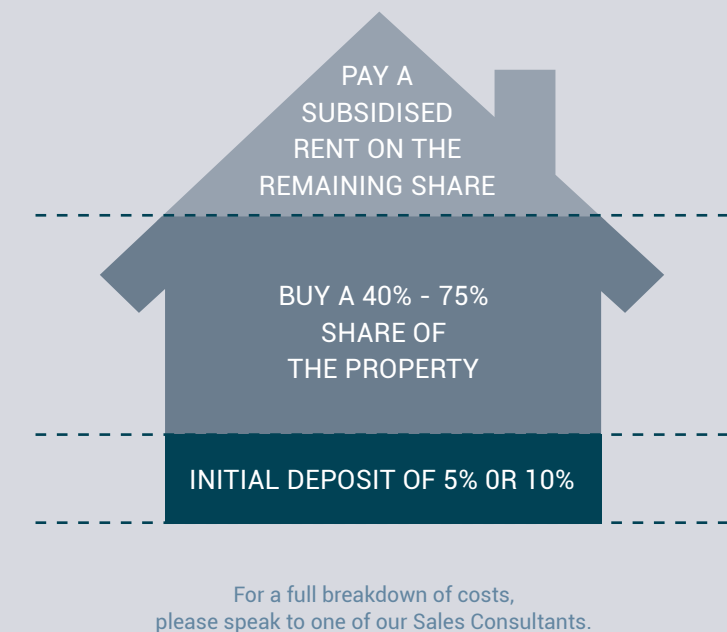 PAY A
SUBSIDISED
RENT ON THE
REMAINING SHARE
BUY A 40% - 75%
SHARE OF
THE PROPERTY
INITIAL DEPOSIT OF 5% 0R 10%
For a full breakdown of costs,
please speak to one of our Sales Consultants.